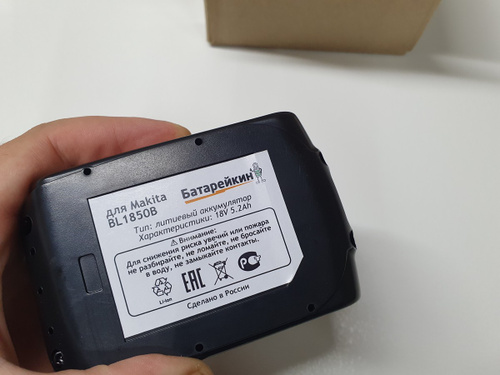 для Makita
BL1850B
Батарейкин
Тип: литиевый аккумулятор
Характеристики: 18V 5.2Ah
⚠ Внимание:
Для снижения риска увечий или пожара
не разбирайте, не ломайте, не бросайте
в воду, не замыкайте контакты.
Li-ion
EAC
Сделано в России